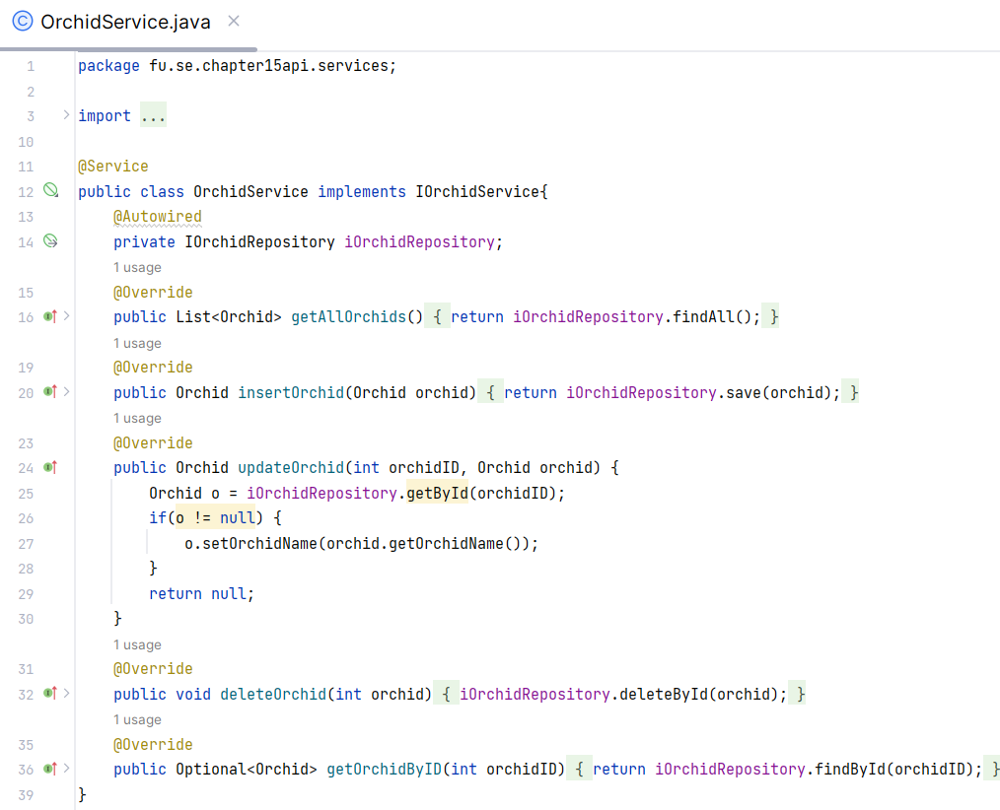 OrchidService.java
1 package fu.se.chapter15api.services;
2
3 import ...
10
11 @Service
12 public class OrchidService implements IOrchidService{
13 @Autowired
14 private IOrchidRepository iOrchidRepository;
1 usage
15 @Override
16 public List<Orchid> getAllOrchids() { return iOrchidRepository.findAll(); }
1 usage
19 @Override
20 public Orchid insertOrchid(Orchid orchid) { return iOrchidRepository.save(orchid); }
1 usage
23 @Override
24 public Orchid updateOrchid(int orchidID, Orchid orchid) {
25 Orchid o = iOrchidRepository.getById(orchidID);
26 if(o != null) {
27 o.setOrchidName(orchid.getOrchidName());
28 }
29 return null;
30 }
1 usage
31 @Override
32 public void deleteOrchid(int orchid) { iOrchidRepository.deleteById(orchid); }
1 usage
35 @Override
36 public Optional<Orchid> getOrchidByID(int orchidID) { return iOrchidRepository.findById(orchidID); }
39 }